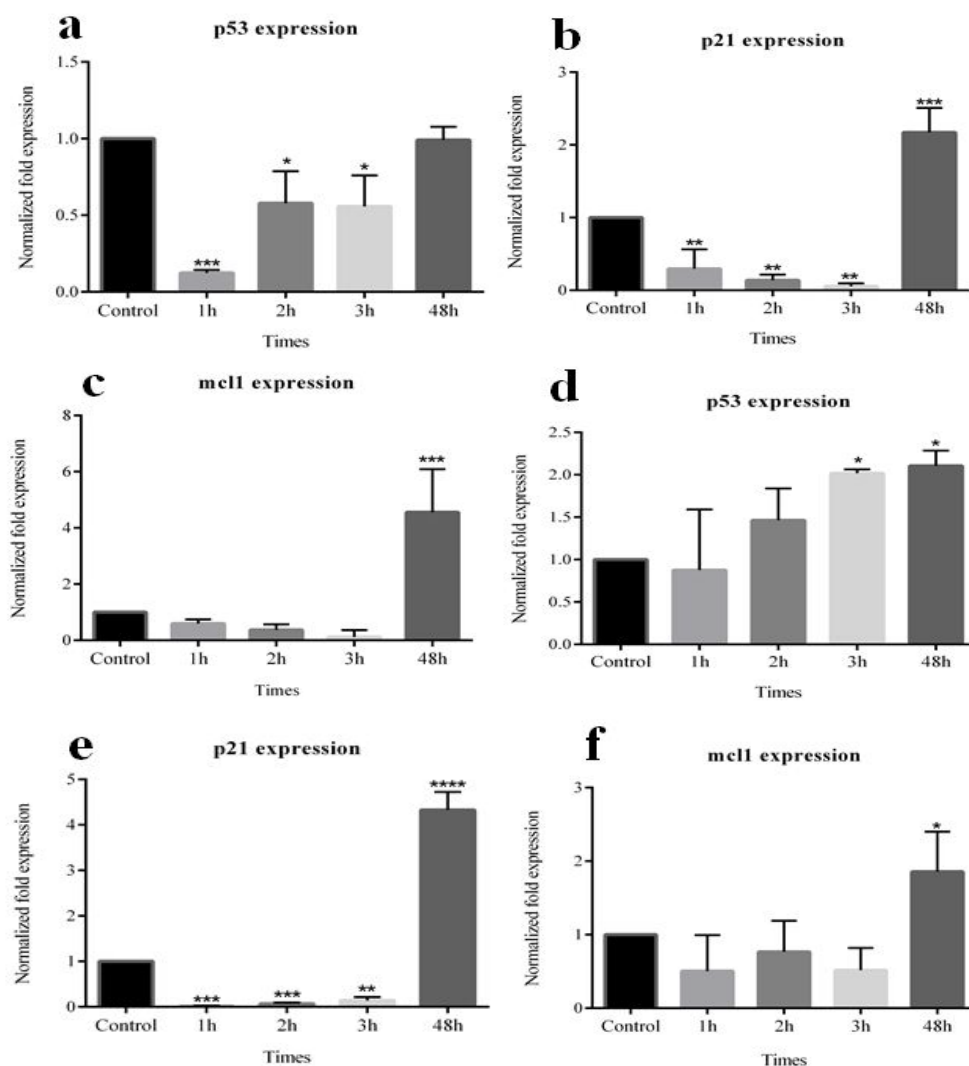 a
p53 expression
Normalized fold expression
1.5
1.0
0.5
0.0
***
*
*
Control 1h 2h 3h 48h
Times
b
p21 expression
Normalized fold expression
3
2
1
0
**
**
**
***
Control 1h 2h 3h 48h
Times
c
mcl1 expression
Normalized fold expression
8
6
4
2
0
***
Control 1h 2h 3h 48h
Times
d
p53 expression
Normalized fold expression
2.5
2.0
1.5
1.0
0.5
0.0
*
*
Control 1h 2h 3h 48h
Times
e
p21 expression
Normalized fold expression
5
4
3
2
1
0
***
***
**
****
Control 1h 2h 3h 48h
Times
f
mcl1 expression
Normalized fold expression
3
2
1
0
*
Control 1h 2h 3h 48h
Times